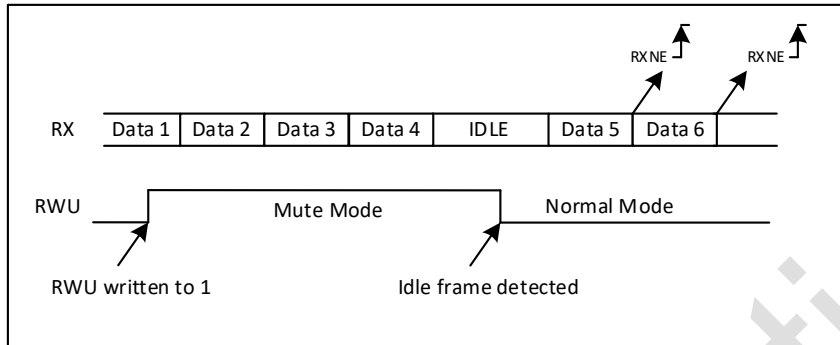 RXNE RXNE
RX Data 1 Data 2 Data 3 Data 4 IDLE Data 5 Data 6
RWU Mute Mode Normal Mode
RWU written to 1 Idle frame detected